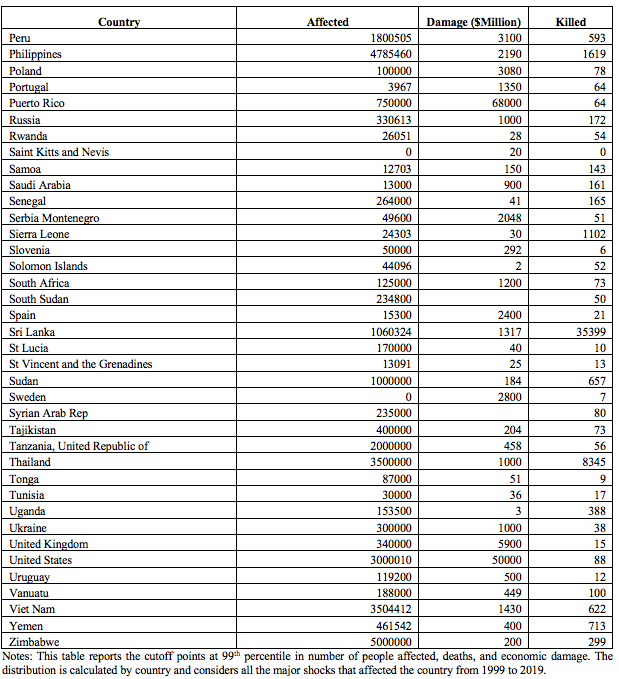 Country Affected Damage ($Million) Killed
Peru 1800505 3100 593
Philippines 4785460 2190 1619
Poland 100000 3080 78
Portugal 3967 1350 64
Puerto Rico 750000 68000 64
Russia 330613 1000 172
Rwanda 26051 28 54
Saint Kitts and Nevis 0 20 0
Samoa 12703 150 143
Saudi Arabia 13000 900 161
Senegal 264000 41 165
Serbia Montenegro 49600 2048 51
Sierra Leone 24303 30 1102
Slovenia 50000 292 6
Solomon Islands 44096 2 52
South Africa 125000 1200 73
South Sudan 234800 50
Spain 15300 2400 21
Sri Lanka 1060324 1317 35399
St Lucia 170000 40 10
St Vincent and the Grenadines 13091 25 13
Sudan 1000000 184 657
Sweden 0 2800 7
Syrian Arab Rep 235000 80
Tajikistan 400000 204 73
Tanzania, United Republic of 2000000 458 56
Thailand 3500000 1000 8345
Tonga 87000 51 9
Tunisia 30000 36 17
Uganda 153500 3 388
Ukraine 300000 1000 38
United Kingdom 340000 5900 15
United States 3000010 50000 88
Uruguay 119200 500 12
Vanuatu 188000 449 100
Viet Nam 3504412 1430 622
Yemen 461542 400 713
Zimbabwe 5000000 200 299
Notes: This table reports the cutoff points at 99th percentile in number of people affected, deaths, and economic damage. The
distribution is calculated by country and considers all the major shocks that affected the country from 1999 to 2019.